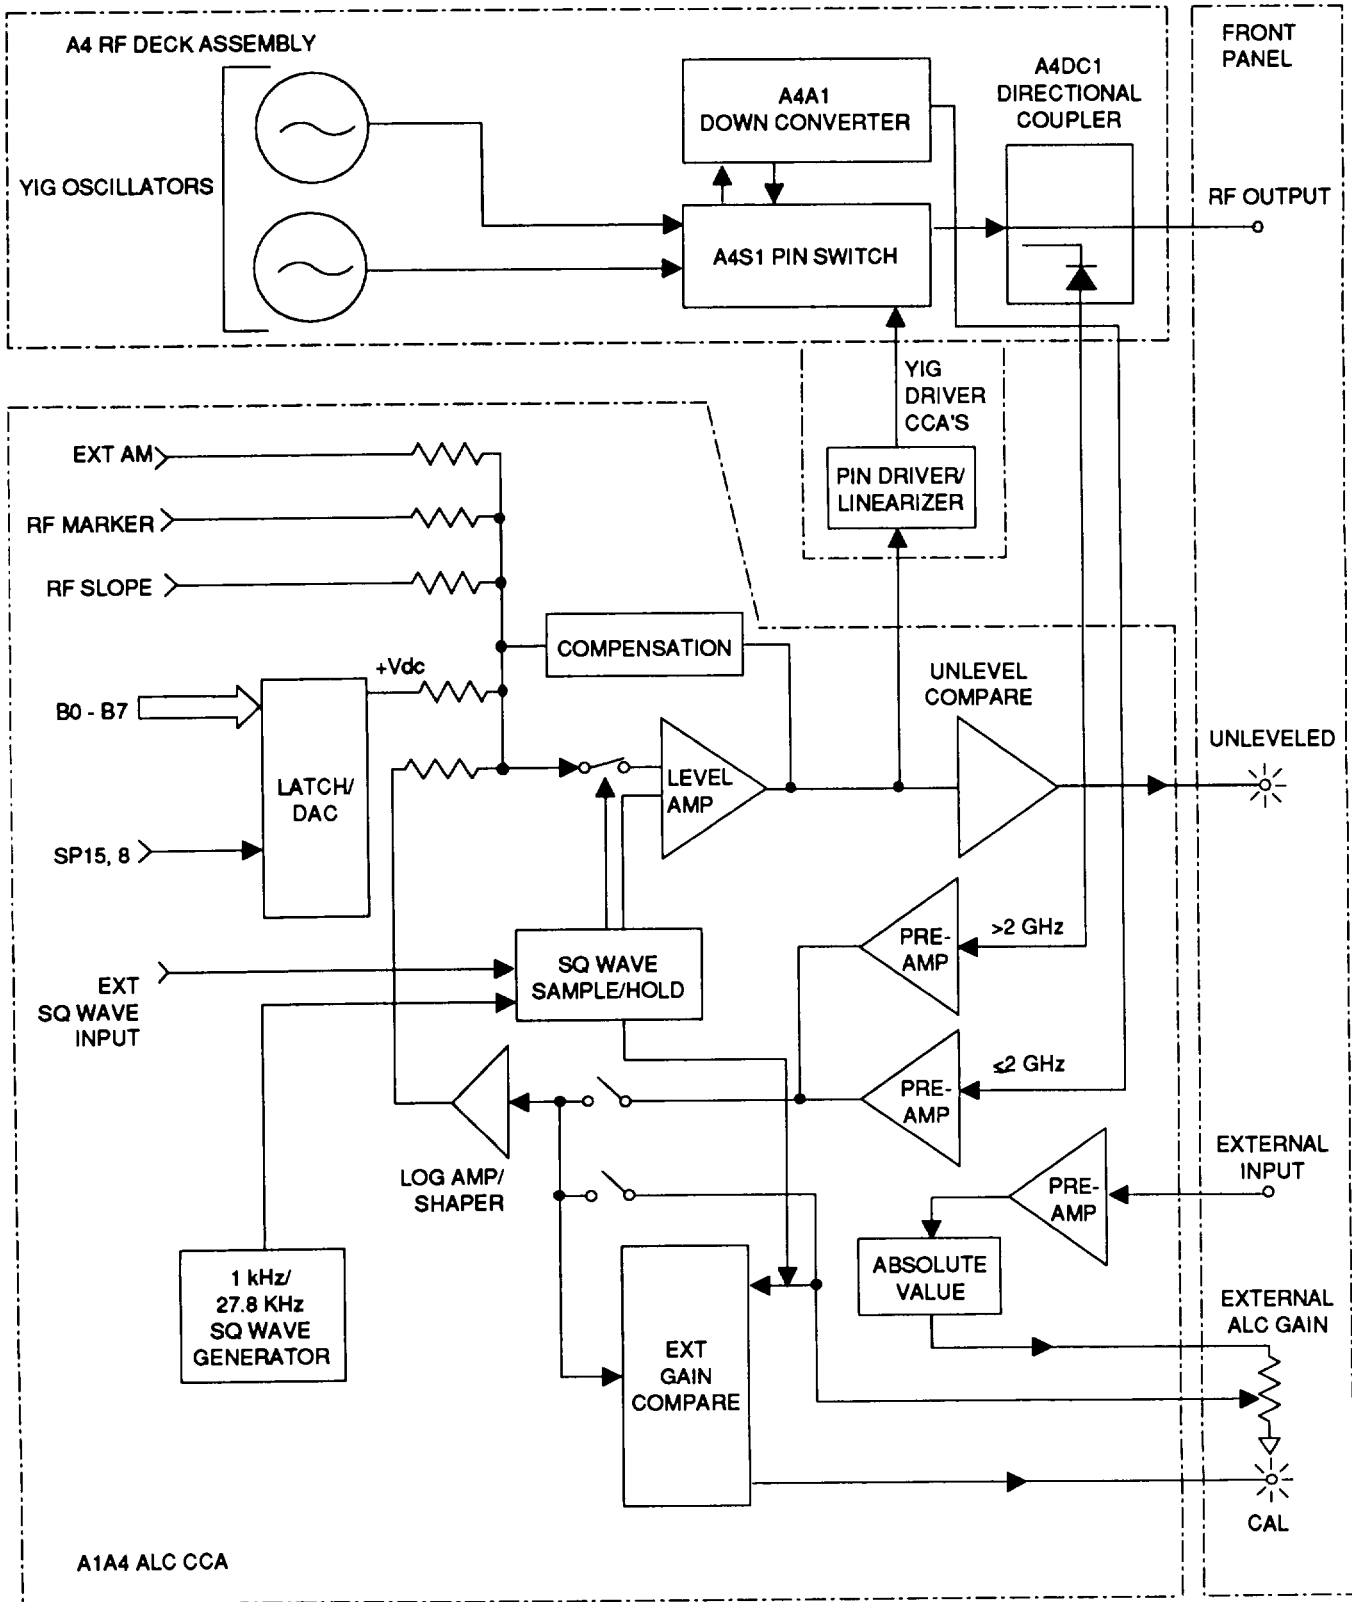 A4 RF DECK ASSEMBLY
FRONT
PANEL
A4DC1
DIRECTIONAL
COUPLER
A4A1
DOWN CONVERTER
YIG OSCILLATORS
RF OUTPUT
A4S1 PIN SWITCH
YIG
DRIVER
CCA'S
EXT AM
PIN DRIVER/
LINEARIZER
RF MARKER
RF SLOPE
COMPENSATION
+Vdc
UNLEVEL
COMPARE
B0 - B7
UNLEVELED
LATCH/
DAC
LEVEL
AMP
SP15, 8
PRE-
AMP
>2 GHz
SQ WAVE
SAMPLE/HOLD
EXT
SQ WAVE
INPUT
≤2 GHz
PRE-
AMP
LOG AMP/
SHAPER
EXTERNAL
INPUT
PRE-
AMP
ABSOLUTE
VALUE
1 kHz/
27.8 KHz
SQ WAVE
GENERATOR
EXTERNAL
ALC GAIN
EXT
GAIN
COMPARE
CAL
A1A4 ALC CCA